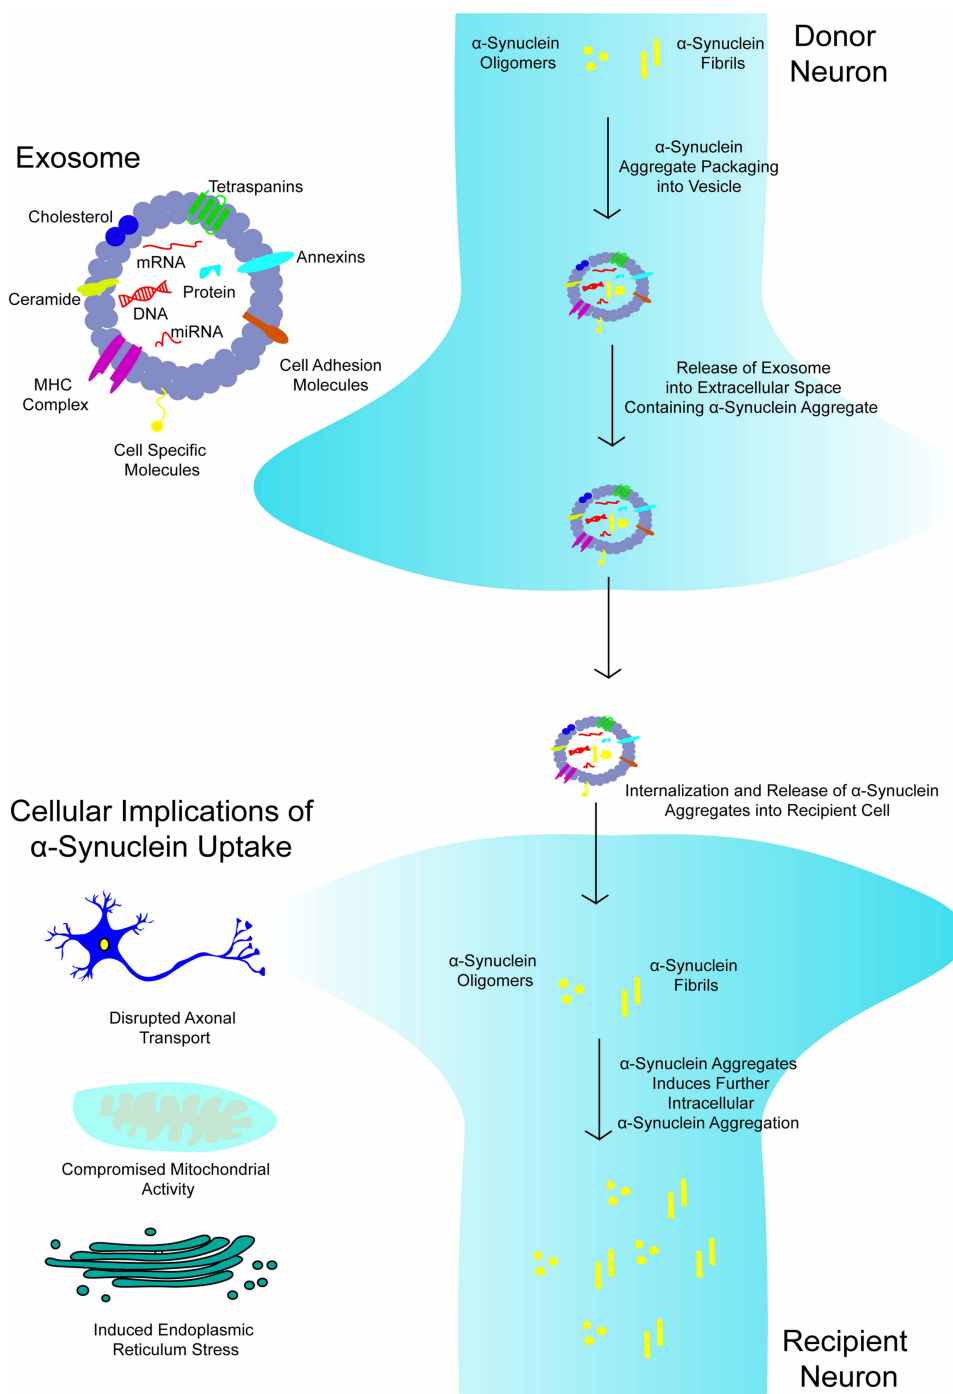 Donor
Neuron
α-Synuclein
Oligomers
α-Synuclein
Fibrils
α-Synuclein
Aggregate Packaging
into Vesicle
Exosome
Tetraspanins
Cholesterol
mRNA
Annexins
Ceramide
Protein
DNA
miRNA
MHC
Complex
Cell Adhesion
Molecules
Cell Specific
Molecules
Release of Exosome
into Extracellular Space
Containing α-Synuclein Aggregate
Internalization and Release of α-Synuclein
Aggregates into Recipient Cell
Cellular Implications of
α-Synuclein Uptake
Disrupted Axonal
Transport
Compromised Mitochondrial
Activity
Induced Endoplasmic
Reticulum Stress
α-Synuclein
Oligomers
α-Synuclein
Fibrils
α-Synuclein Aggregates
Induces Further
Intracellular
α-Synuclein Aggregation
Recipient
Neuron